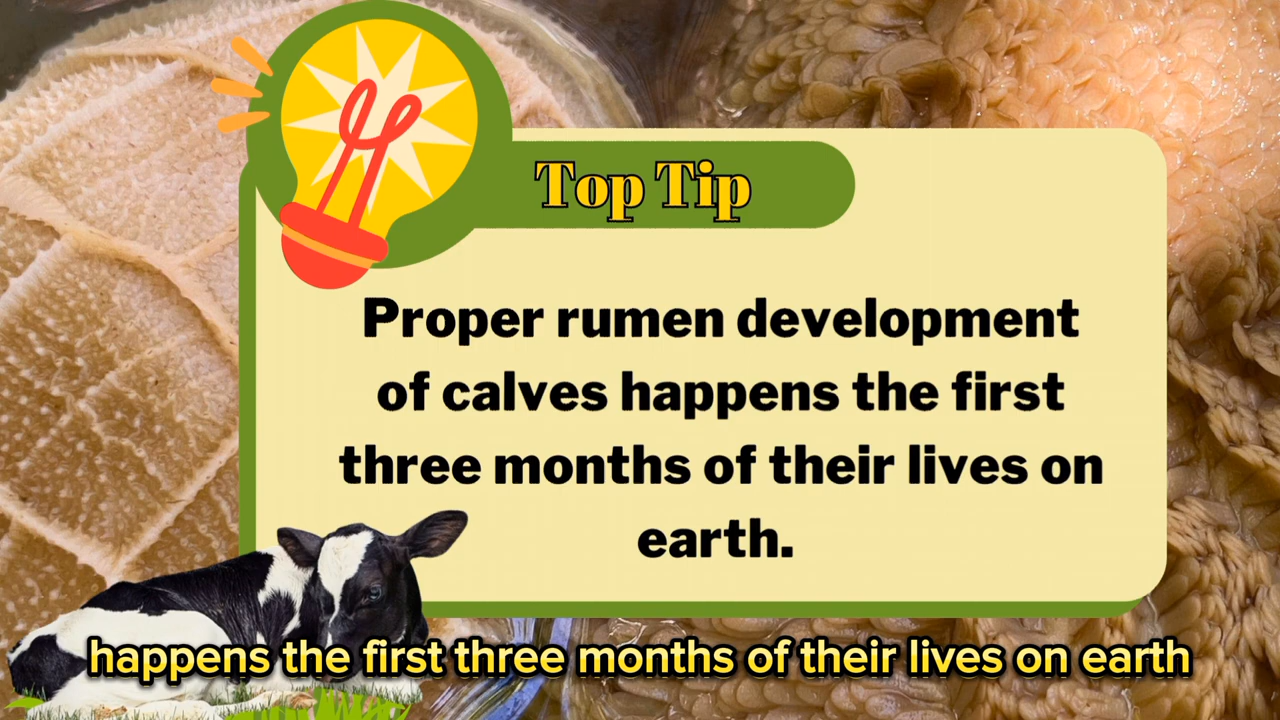 Top Tip
Proper rumen development
of calves happens the first
three months of their lives on
earth.
happens the first three months of their lives on earth